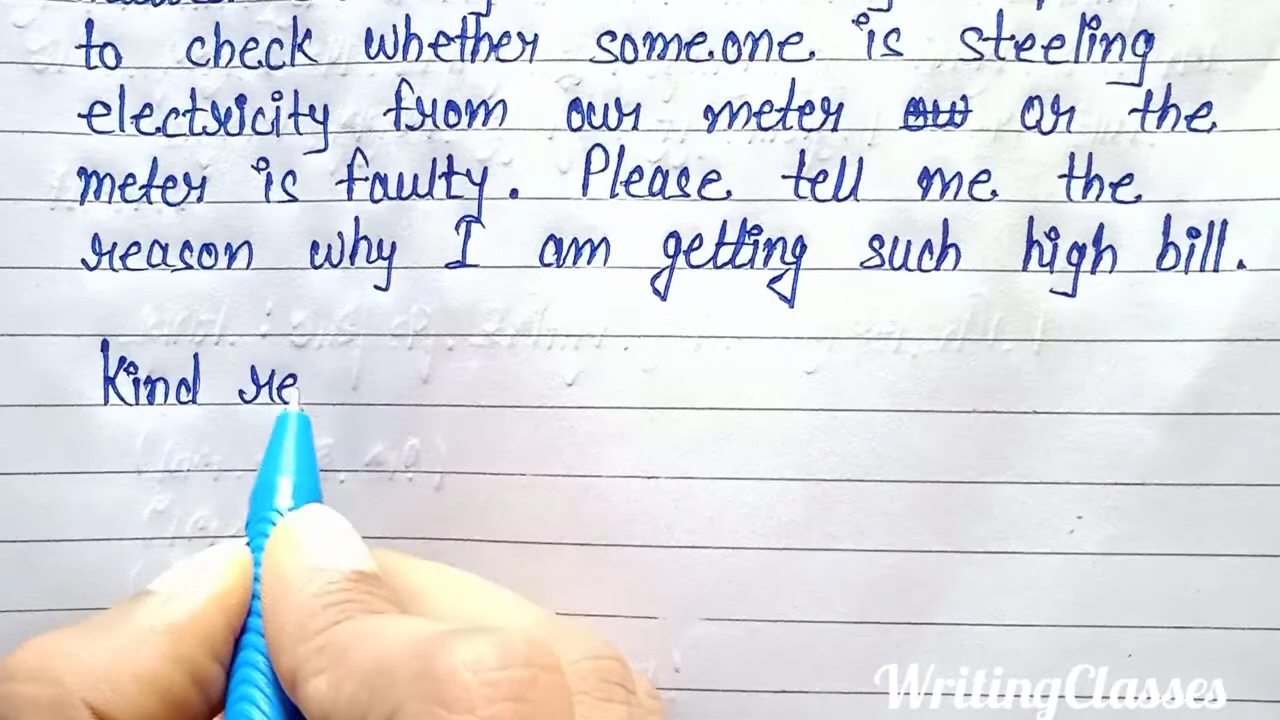 to check whether someone is steeling
electricity from our meter our or the
meter is faulty. Please tell me the
reason why I am getting such high bill.
Kind re
WritingClasses